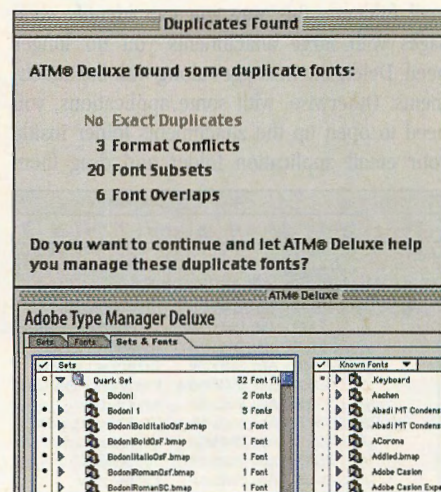 Duplicates Found
ATM® Deluxe found some duplicate fonts:
No Exact Duplicates
3 Format Conflicts
20 Font Subsets
6 Font Overlaps
Do you want to continue and let ATM® Deluxe help
you manage these duplicate fonts?
ATM® Deluxe
Adobe Type Manager Deluxe
Sets Fonts Sets & Fonts
Sets
Quark Set 32 Font fil
Bodoni 2 Fonts
Bodoni 1 5 Fonts
BodoniBoldItalicOsF.bmap 1 Font
BodoniBoldOsF.bmap 1 Font
BodoniItalicOsF.bmap 1 Font
BodoniRomanOsf.bmap 1 Font
BodoniRomanSC.bmap 1 Font
Known Fonts
.Keyboard
Aachen
Abadi MT Condens
Abadi MT Condens
ACorona
AddLed.bmap
Adobe Caslon
Adobe Caslon Expe